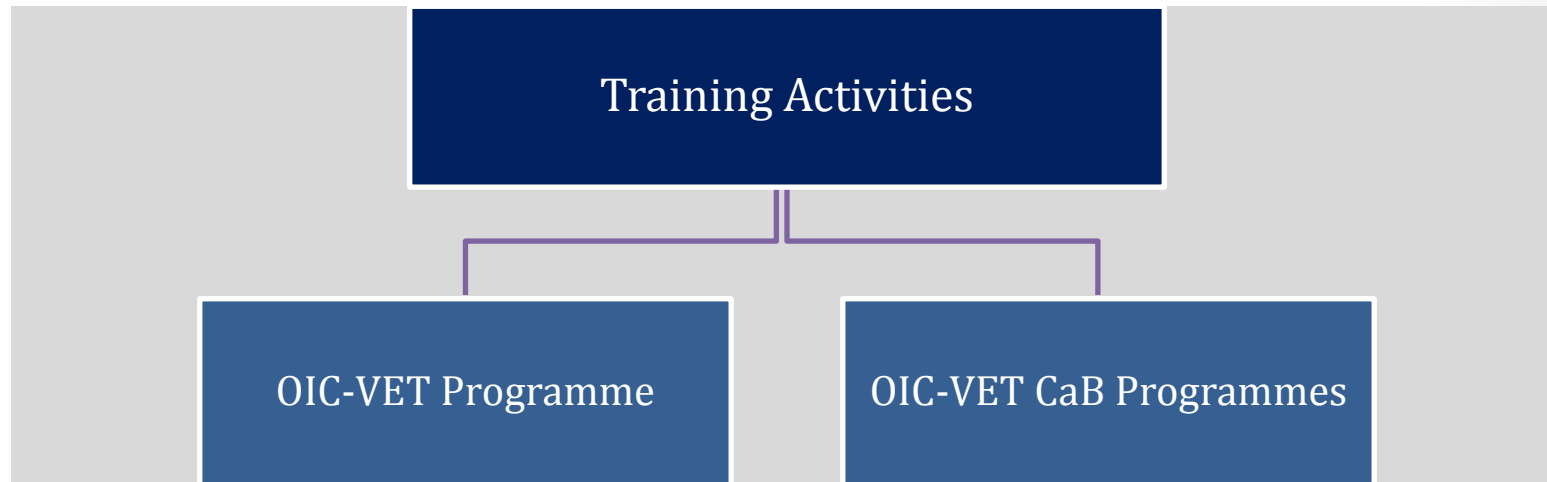 Training Activities
OIC-VET Programme
OIC-VET CaB Programmes